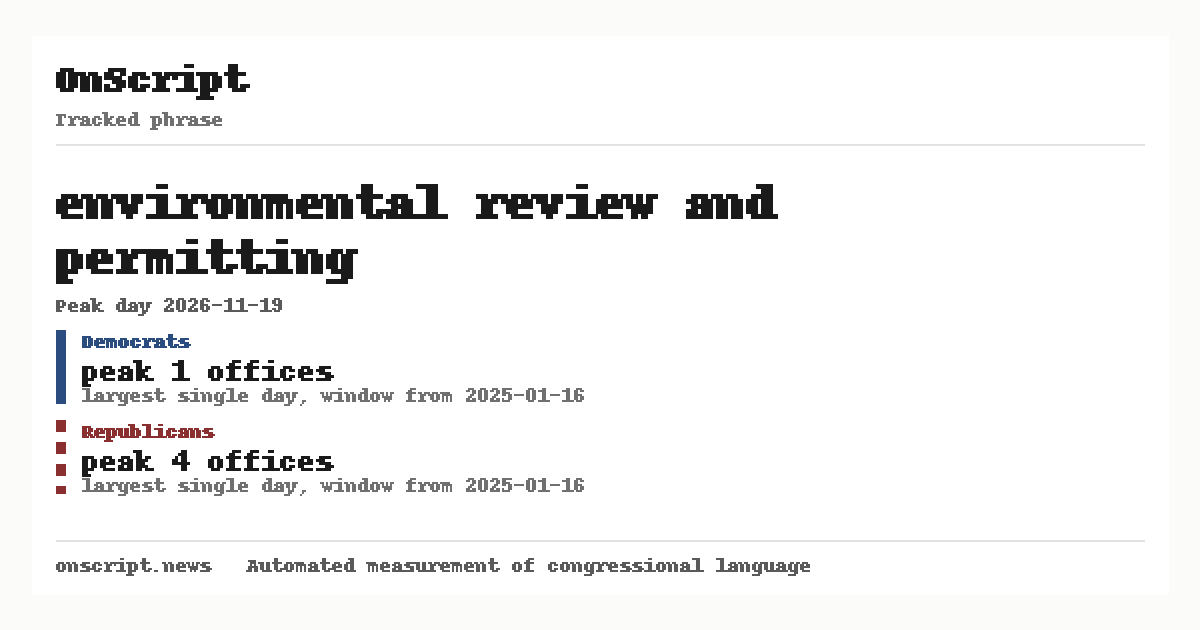 OnScript
Tracked phrase
environmental review and
permitting
Peak day 2026-11-19
Democrats
peak 1 offices
largest single day, window from 2025-01-16
Republicans
peak 4 offices
largest single day, window from 2025-01-16
onscript.news Automated measurement of congressional language